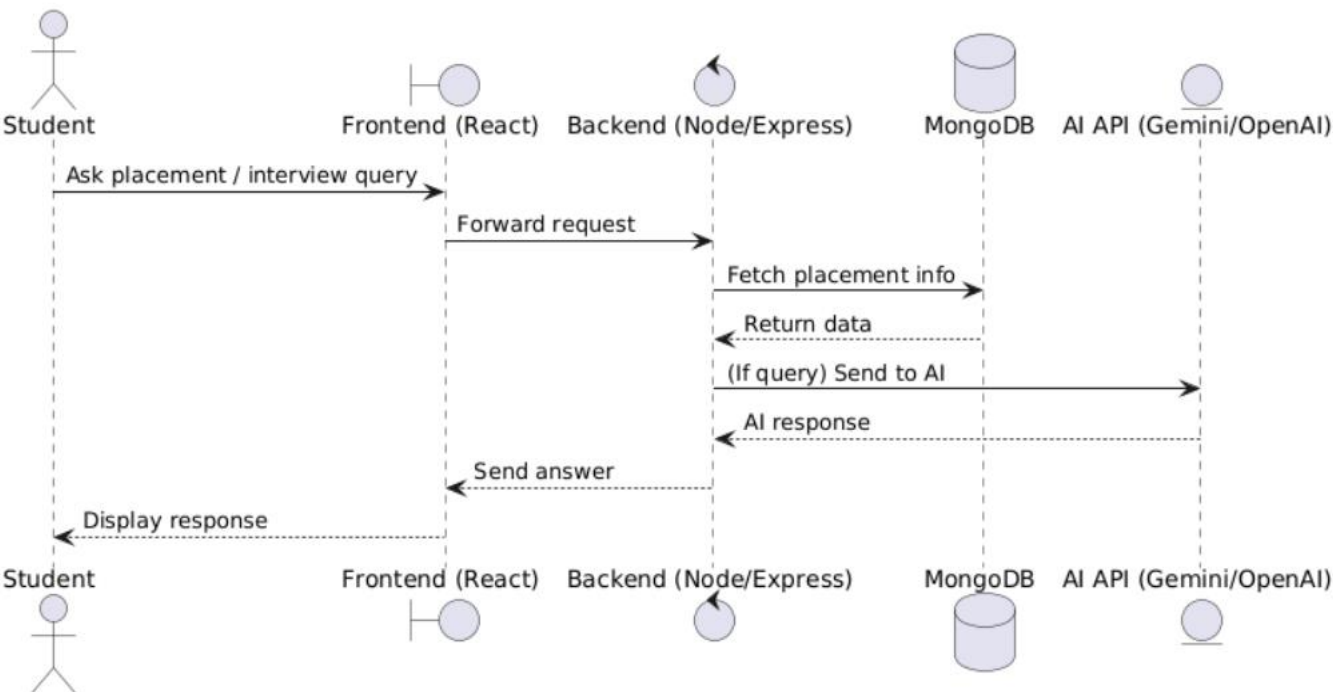 Student
Frontend (React)
Backend (Node/Express)
MongoDB
AI API (Gemini/OpenAI)
Ask placement / interview query
Forward request
Fetch placement info
Return data
(If query) Send to AI
AI response
Send answer
Display response
Student
Frontend (React)
Backend (Node/Express)
MongoDB
AI API (Gemini/OpenAI)